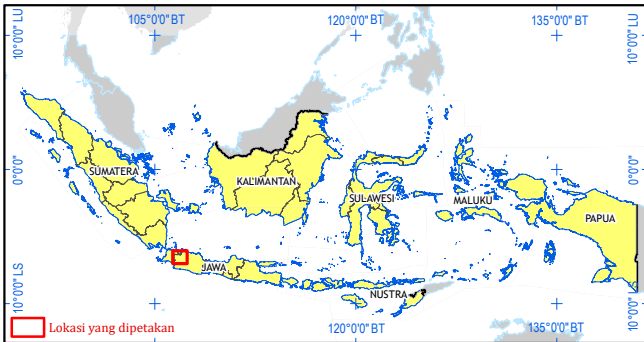 105°0'0"BT 120°0'0"BT 135°0'0"BT
10°0'0"LU 10°0'0"LU
SUMATERA
KALIMANTAN
SULAWESI
MALUKU
PAPUA
0°0'0" 0°0'0"
JAWA
NUSTRA
10°0'0"LS 10°0'0"LS
Lokasi yang dipetakan
120°0'0"BT 135°0'0"BT